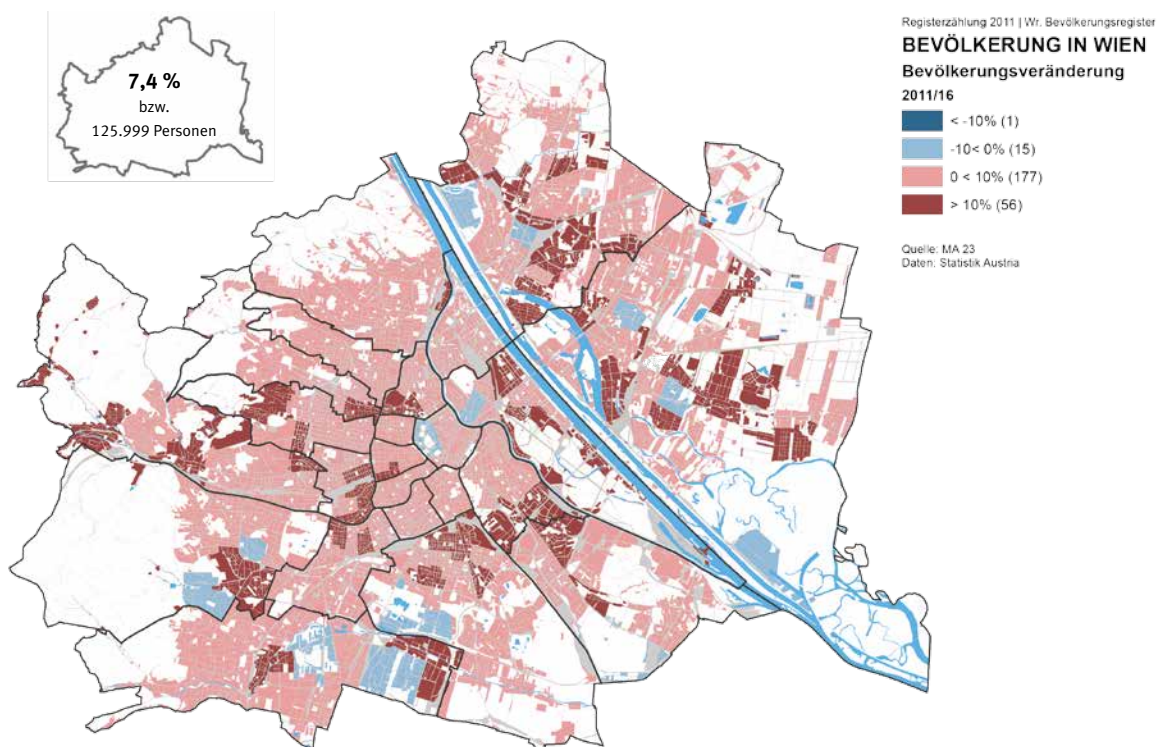 7,4 %
bzw.
125.999 Personen
Registerzählung 2011 | Wr. Bevölkerungsregister
BEVÖLKERUNG IN WIEN
Bevölkerungsveränderung
2011/16
< -10% (1)
-10< 0% (15)
0 < 10% (177)
> 10% (56)
Quelle: MA 23
Daten: Statistik Austria